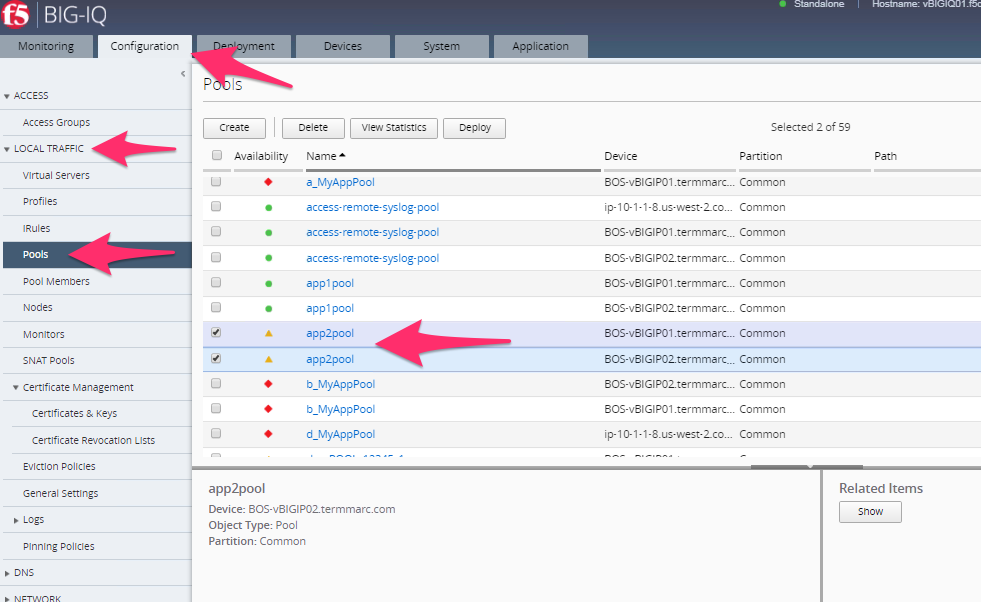 f5 BIG-IQ
Standalone Hostname: vBIGIQ01.f5c
Monitoring Configuration Deployment Devices System Application
ACCESS
Access Groups
LOCAL TRAFFIC
Virtual Servers
Profiles
iRules
Pools
Pool Members
Nodes
Monitors
SNAT Pools
Certificate Management
Certificates & Keys
Certificate Revocation Lists
Eviction Policies
General Settings
Logs
Pinning Policies
DNS
NETWORK
Pools
Create Delete View Statistics Deploy Selected 2 of 59
Availability Name Device Partition Path
a_MyAppPool BOS-vBIGIP01.termmarc... Common
access-remote-syslog-pool ip-10-1-1-8.us-west-2.co... Common
access-remote-syslog-pool BOS-vBIGIP01.termmarc... Common
access-remote-syslog-pool BOS-vBIGIP02.termmarc... Common
app1pool BOS-vBIGIP01.termmarc... Common
app1pool BOS-vBIGIP02.termmarc... Common
app2pool BOS-vBIGIP01.termmarc... Common
app2pool BOS-vBIGIP02.termmarc... Common
b_MyAppPool BOS-vBIGIP02.termmarc... Common
b_MyAppPool BOS-vBIGIP01.termmarc... Common
d_MyAppPool ip-10-1-1-8.us-west-2.co... Common
app2pool
Device: BOS-vBIGIP02.termmarc.com
Object Type: Pool
Partition: Common
Related Items
Show